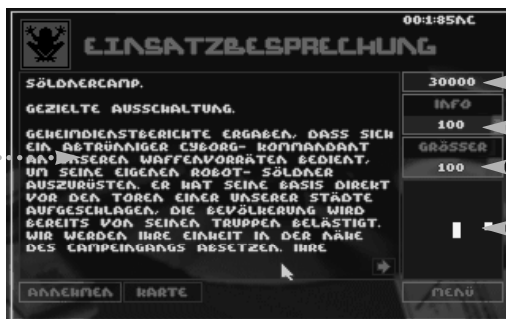 00:1:85NC
EINSATZBESPRECHUNG
SÖLDNERCAMP.
30000
GEZIELTE AUSSCHALTUNG.
INFO
100
GEHEIMDIENSTBERICHTE ERGABEN, DASS SICH
EIN ABTRÜNNIGER CYBORG- KOMMANDANT
GRÖSSER
AN UNSEREN WAFFENVORRÄTEN BEDIENT,
100
UM SEINE EIGENEN ROBOT- SÖLDNER
AUSZURÜSTEN. ER HAT SEINE BASIS DIREKT
VOR DEN TOREN EINER UNSERER STÄDTE
AUFGESCHLAGEN, DIE BEVÖLKERUNG WIRD
BEREITS VON SEINEN TRUPPEN BELÄSTIGT.
WIR WERDEN IHRE EINHEIT IN DER NÄHE
DES CAMPEINGANGS ABSETZEN. IHRE
ANNEHMEN
KARTE
MENÜ